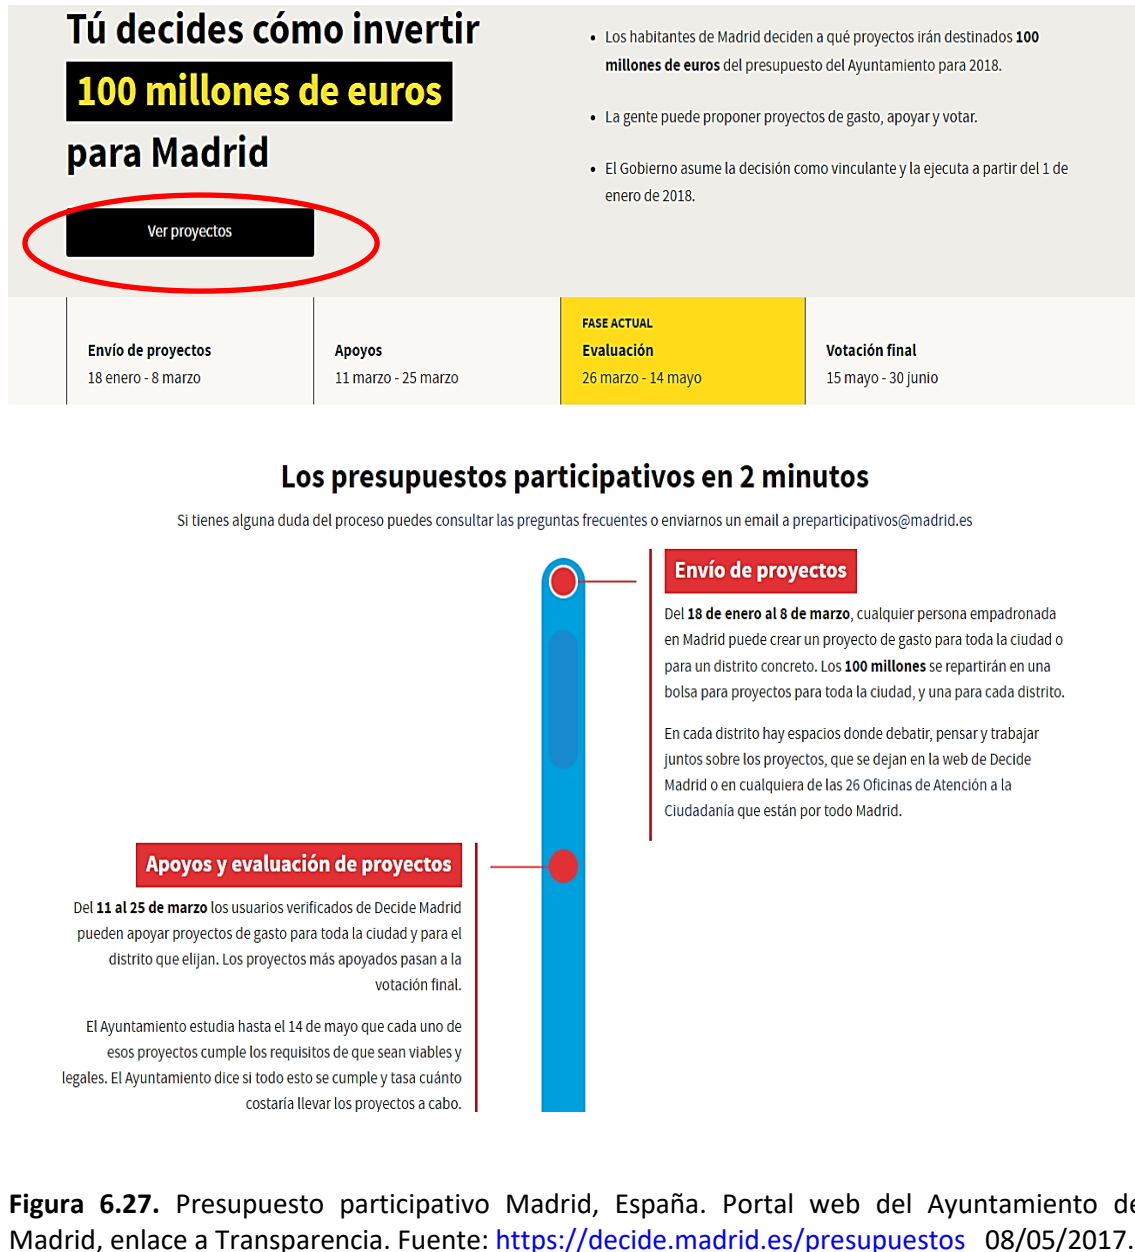 Tú decides cómo invertir
100 millones de euros
para Madrid
Ver proyectos
• Los habitantes de Madrid deciden a qué proyectos irán destinados 100
millones de euros del presupuesto del Ayuntamiento para 2018.
• La gente puede proponer proyectos de gasto, apoyar y votar.
• El Gobierno asume la decisión como vinculante y la ejecuta a partir del 1 de
enero de 2018.
Envío de proyectos
18 enero - 8 marzo
Apoyos
11 marzo - 25 marzo
FASE ACTUAL
Evaluación
26 marzo - 14 mayo
Votación final
15 mayo - 30 junio
Los presupuestos participativos en 2 minutos
Si tienes alguna duda del proceso puedes consultar las preguntas frecuentes o enviarnos un email a preparticipativos@madrid.es
Envío de proyectos
Del 18 de enero al 8 de marzo, cualquier persona empadronada
en Madrid puede crear un proyecto de gasto para toda la ciudad o
para un distrito concreto. Los 100 millones se repartirán en una
bolsa para proyectos para toda la ciudad, y una para cada distrito.
En cada distrito hay espacios donde debatir, pensar y trabajar
juntos sobre los proyectos, que se dejan en la web de Decide
Madrid o en cualquiera de las 26 Oficinas de Atención a la
Ciudadanía que están por todo Madrid.
Apoyos y evaluación de proyectos
Del 11 al 25 de marzo los usuarios verificados de Decide Madrid
pueden apoyar proyectos de gasto para toda la ciudad y para el
distrito que elijan. Los proyectos más apoyados pasan a la
votación final.
El Ayuntamiento estudia hasta el 14 de mayo que cada uno de
esos proyectos cumple los requisitos de que sean viables y
legales. El Ayuntamiento dice si todo esto se cumple y tasa cuánto
costaría llevar los proyectos a cabo.
Figura 6.27. Presupuesto participativo Madrid, España. Portal web del Ayuntamiento de
Madrid, enlace a Transparencia. Fuente: https://decide.madrid.es/presupuestos 08/05/2017.